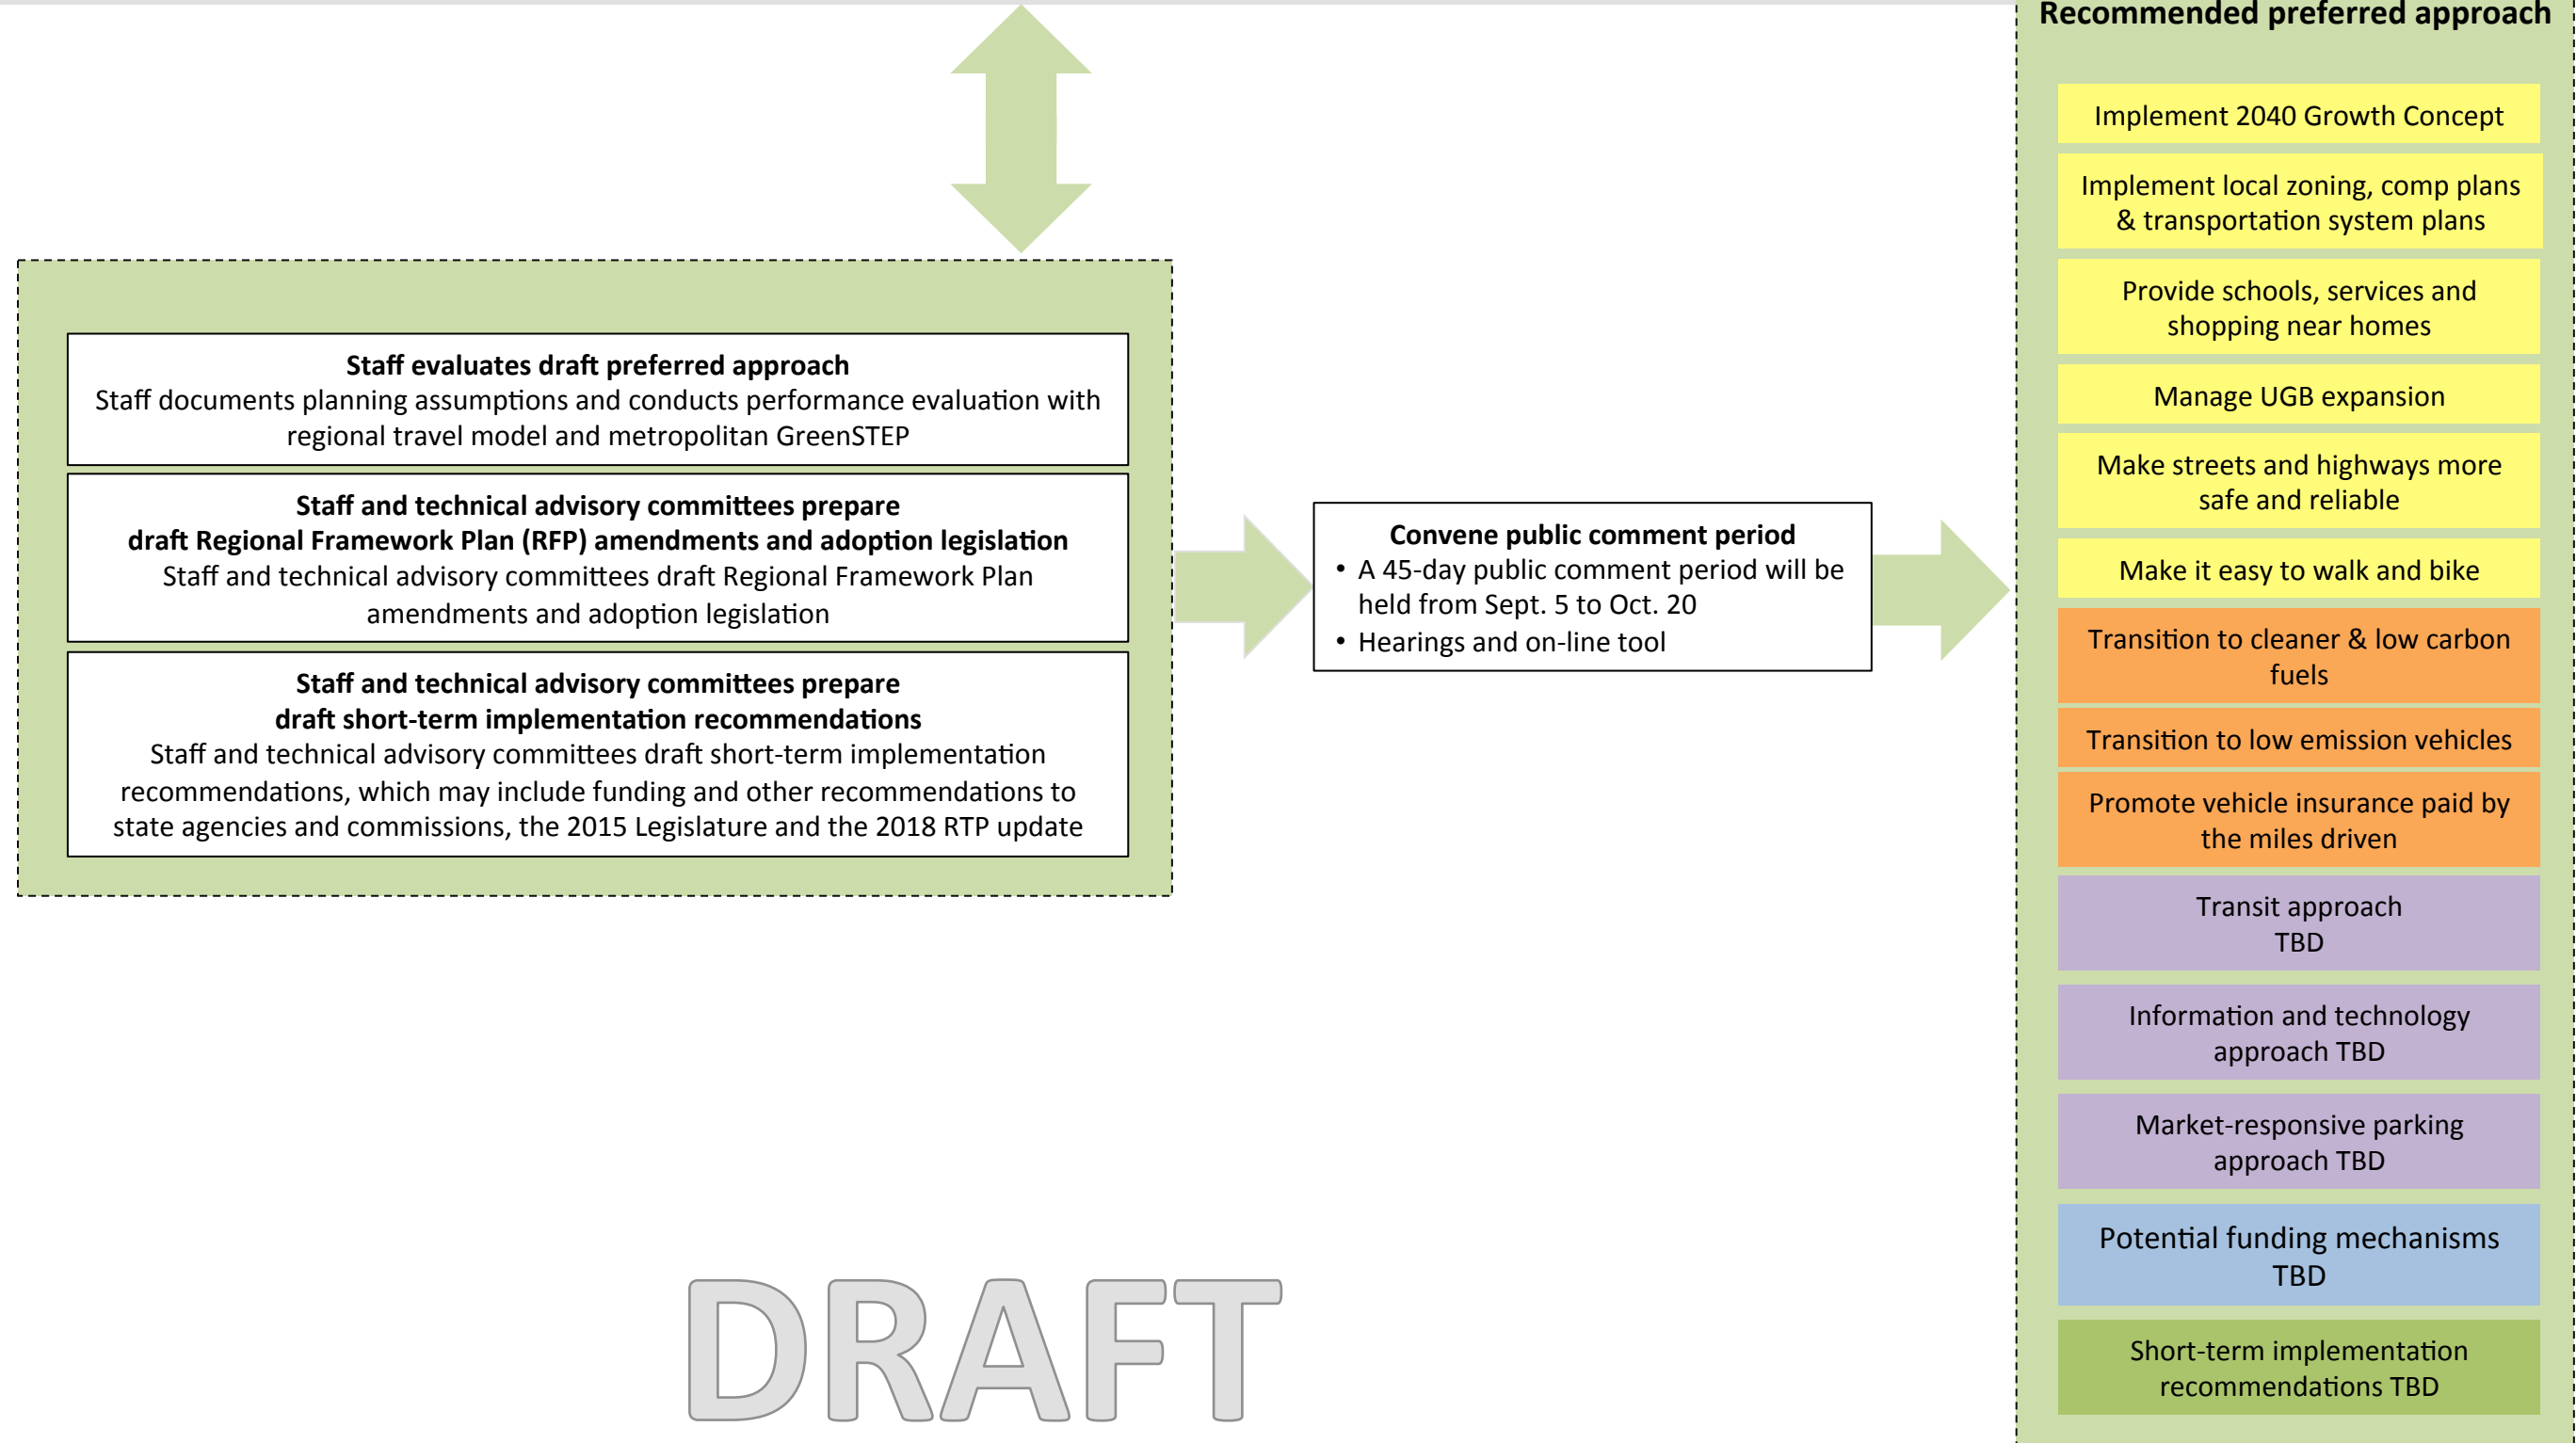 Staff evaluates draft preferred approach
Staff documents planning assumptions and conducts performance evaluation with
regional travel model and metropolitan GreenSTEP
Staff and technical advisory committees prepare
draft Regional Framework Plan (RFP) amendments and adoption legislation
Staff and technical advisory committees draft Regional Framework Plan
amendments and adoption legislation
Staff and technical advisory committees prepare
draft short-term implementation recommendations
Staff and technical advisory committees draft short-term implementation
recommendations, which may include funding and other recommendations to
state agencies and commissions, the 2015 Legislature and the 2018 RTP update
Convene public comment period
• A 45-day public comment period will be
held from Sept. 5 to Oct. 20
• Hearings and on-line tool
Recommended preferred approach
Implement 2040 Growth Concept
Implement local zoning, comp plans
& transportation system plans
Provide schools, services and
shopping near homes
Manage UGB expansion
Make streets and highways more
safe and reliable
Make it easy to walk and bike
Transition to cleaner & low carbon
fuels
Transition to low emission vehicles
Promote vehicle insurance paid by
the miles driven
Transit approach
TBD
Information and technology
approach TBD
Market-responsive parking
approach TBD
Potential funding mechanisms
TBD
Short-term implementation
recommendations TBD
DRAFT